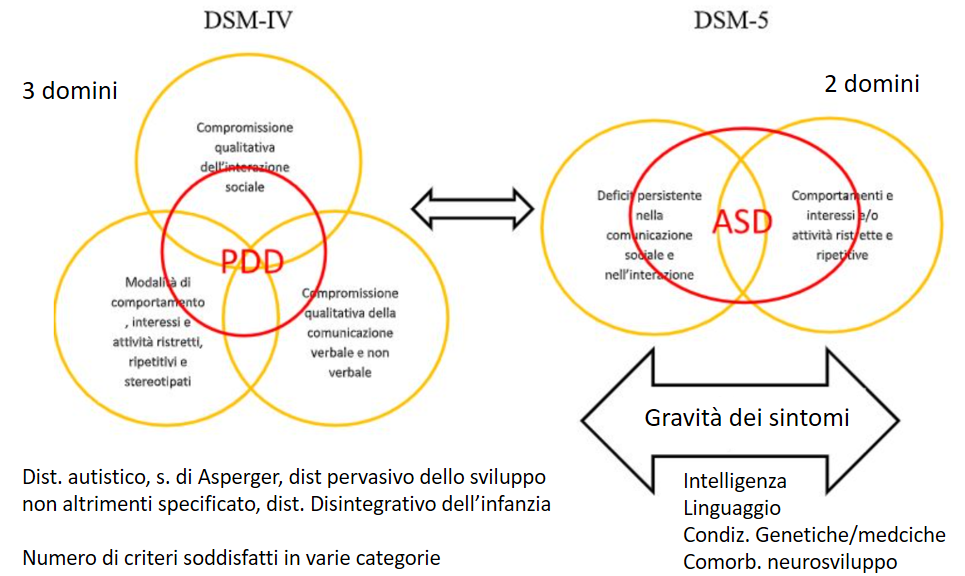 DSM-IV
3 domini
Compromissione
qualitativa
dell'interazione
sociale
PDD
Modalità di
comportamento
, interessi e
attività ristretti,
ripetitivi e
stereotipati
Compromissione
qualitativa della
comunicazione
verbale e non
verbale
Dist. autistico, s. di Asperger, dist pervasivo dello sviluppo
non altrimenti specificato, dist. Disintegrativo dell'infanzia
Numero di criteri soddisfatti in varie categorie
DSM-5
2 domini
Deficit persistente
nella
comunicazione
sociale e
nell'interazione
ASD
Comportamenti e
interessi e/o
attività ristrette e
ripetitive
Gravità dei sintomi
Intelligenza
Linguaggio
Condiz. Genetiche/medciche
Comorb. neurosviluppo